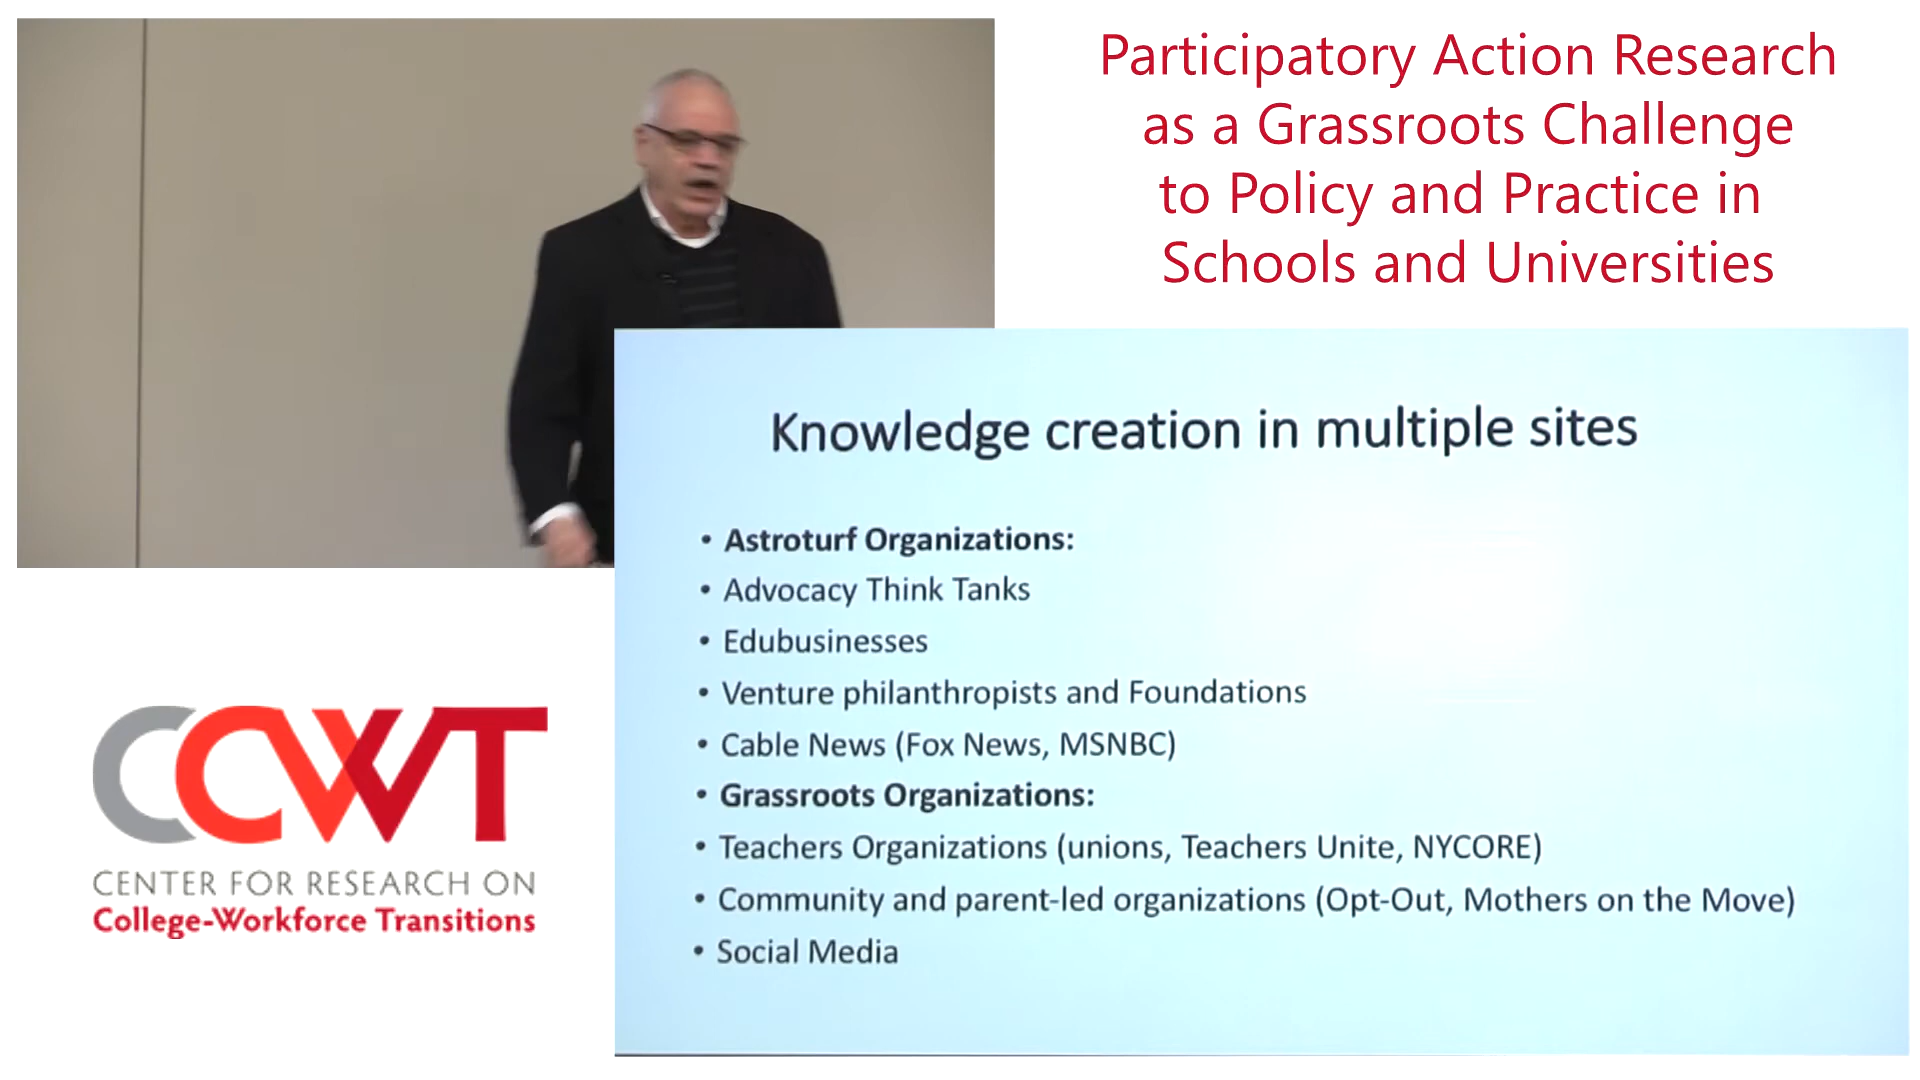 Participatory Action Research
as a Grassroots Challenge
to Policy and Practice in
Schools and Universities
Knowledge creation in multiple sites
• Astroturf Organizations:
• Advocacy Think Tanks
• Edubusinesses
• Venture philanthropists and Foundations
• Cable News (Fox News, MSNBC)
• Grassroots Organizations:
• Teachers Organizations (unions, Teachers Unite, NYCORE)
• Community and parent-led organizations (Opt-Out, Mothers on the Move)
• Social Media
CCWT
CENTER FOR RESEARCH ON
College-Workforce Transitions